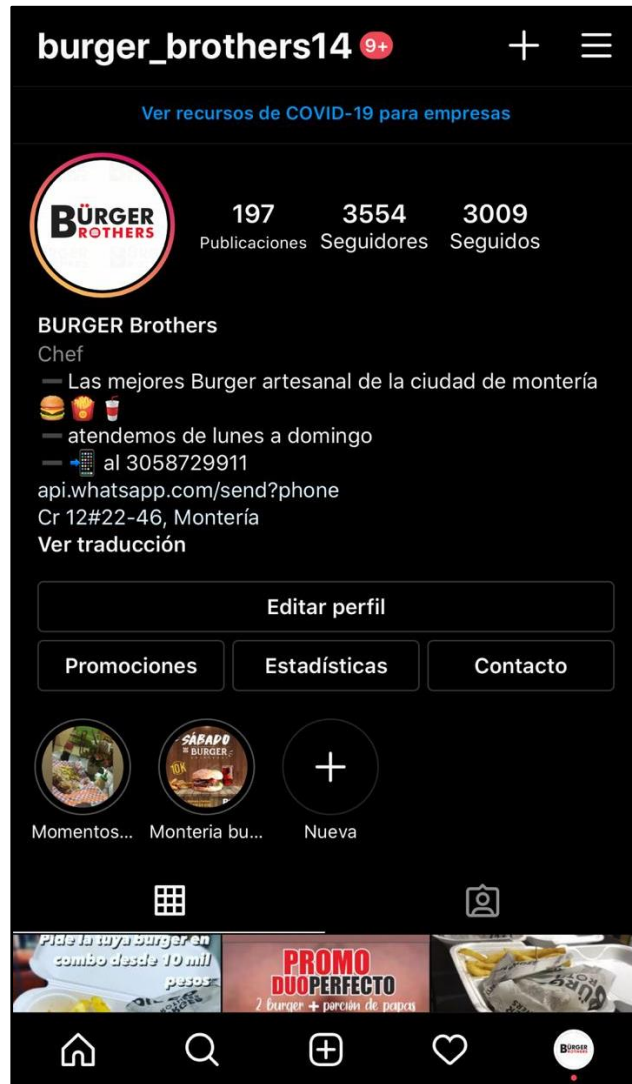 burger_brothers14 9+
Ver recursos de COVID-19 para empresas
BÜRGER
ROTHERS
197 3554 3009
Publicaciones Seguidores Seguidos
BURGER Brothers
Chef
➖ Las mejores Burger artesanal de la ciudad de montería
🍔🍟🥤
➖ atendemos de lunes a domingo
➖ 📲 al 3058729911
api.whatsapp.com/send?phone
Cr 12#22-46, Montería
Ver traducción
Editar perfil
Promociones Estadísticas Contacto
SÁBADO
BURGER
10K
Momentos... Monteria bu... Nueva
Pide la tuya burger en
combo desde 10 mil
pesos
PROMO
DUOPERFECTO
2 burger + porción de papas
BÜRGER
ROTHERS